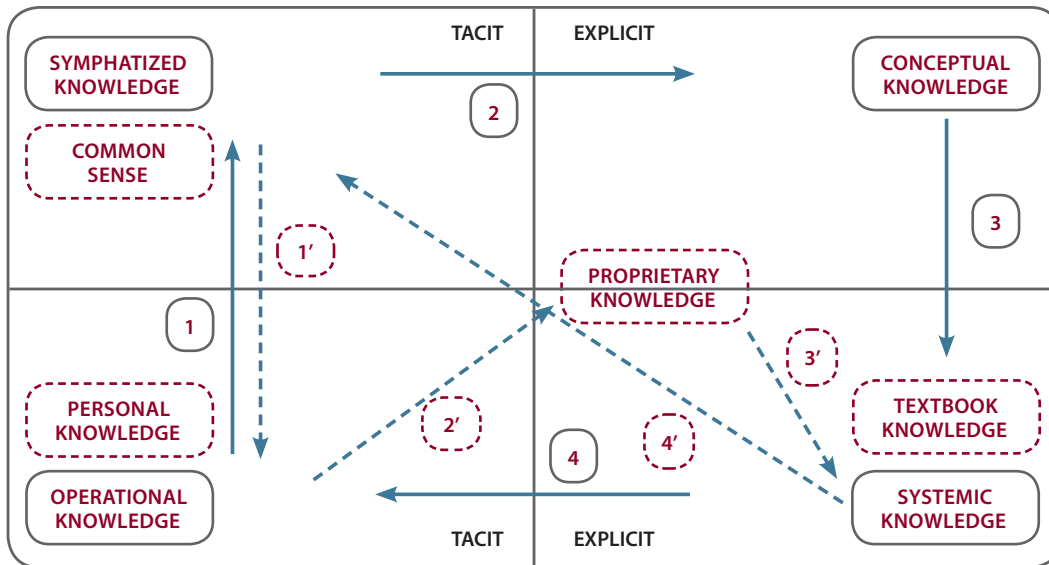 TACIT
EXPLICIT
SYMPHATIZED
KNOWLEDGE
CONCEPTUAL
KNOWLEDGE
2
COMMON
SENSE
3
1′
PROPRIETARY
KNOWLEDGE
1
3′
PERSONAL
KNOWLEDGE
2′
4′
TEXTBOOK
KNOWLEDGE
4
OPERATIONAL
KNOWLEDGE
SYSTEMIC
KNOWLEDGE
TACIT
EXPLICIT